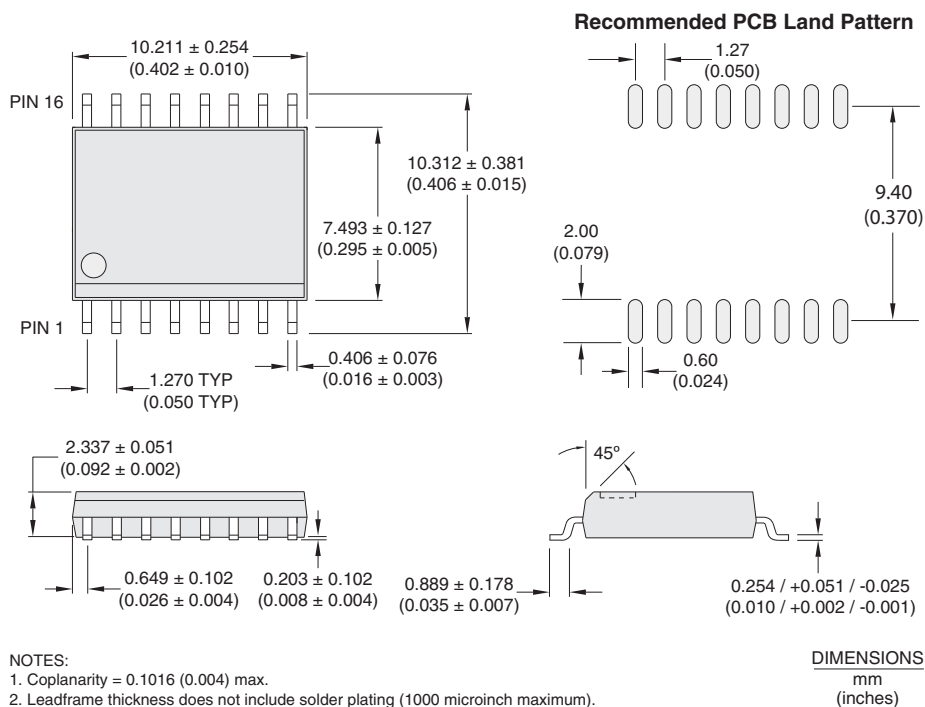 Recommended PCB Land Pattern
10.211 ± 0.254
(0.402 ± 0.010)
1.27
(0.050)
PIN 16
10.312 ± 0.381
(0.406 ± 0.015)
9.40
(0.370)
7.493 ± 0.127
(0.295 ± 0.005)
2.00
(0.079)
PIN 1
0.406 ± 0.076
(0.016 ± 0.003)
0.60
(0.024)
1.270 TYP
(0.050 TYP)
2.337 ± 0.051
(0.092 ± 0.002)
45º
0.649 ± 0.102
(0.026 ± 0.004)
0.203 ± 0.102
(0.008 ± 0.004)
0.889 ± 0.178
(0.035 ± 0.007)
0.254 / +0.051 / -0.025
(0.010 / +0.002 / -0.001)
NOTES:
1. Coplanarity = 0.1016 (0.004) max.
2. Leadframe thickness does not include solder plating (1000 microinch maximum).
DIMENSIONS
mm
(inches)